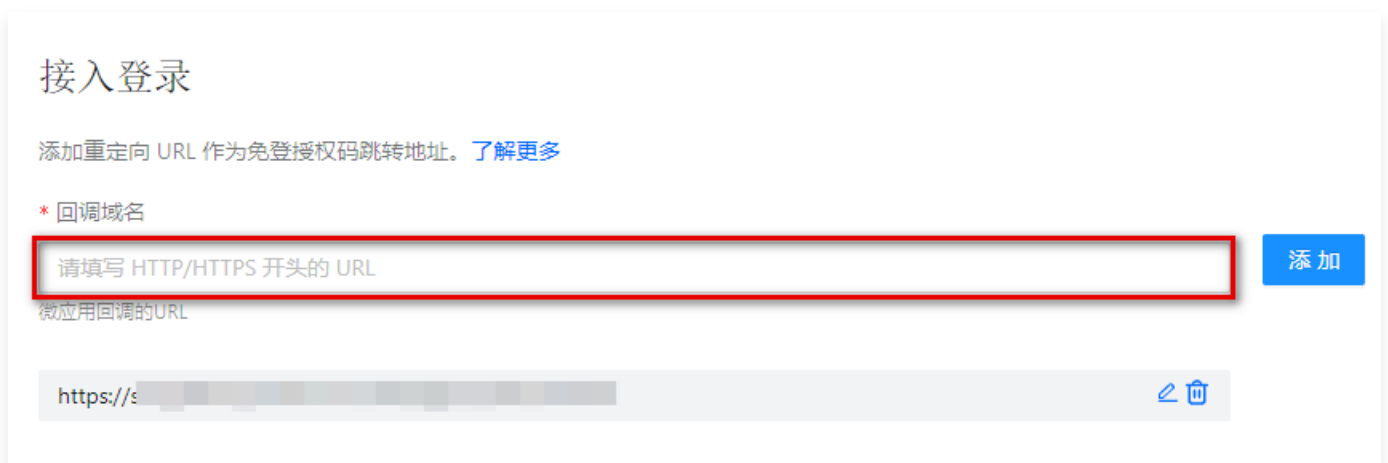 接入登录
添加重定向 URL 作为免登授权码跳转地址。了解更多
* 回调域名
请填写 HTTP/HTTPS 开头的 URL
添 加
微应用回调的URL
https://s